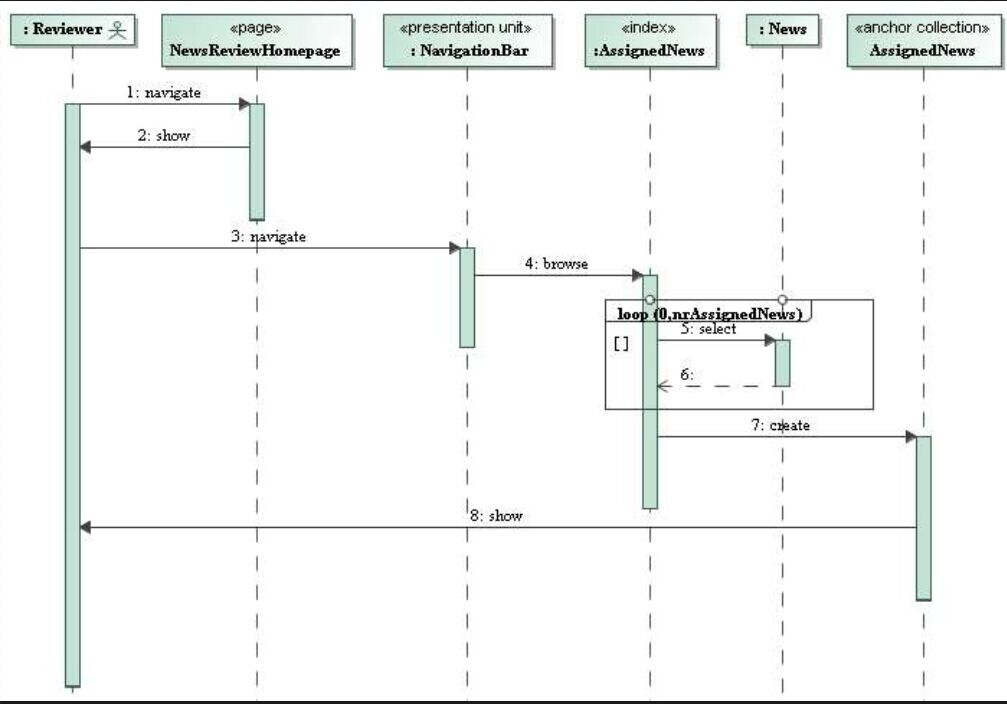 : Reviewer
«page»
NewsReviewHomepage
«presentation unit»
: NavigationBar
«index»
:AssignedNews
: News
«anchor collection»
AssignedNews
1: navigate
2: show
3: navigate
4: browse
loop (0,nrAssignedNews)
5: select
[ ]
6:
7: create
8: show